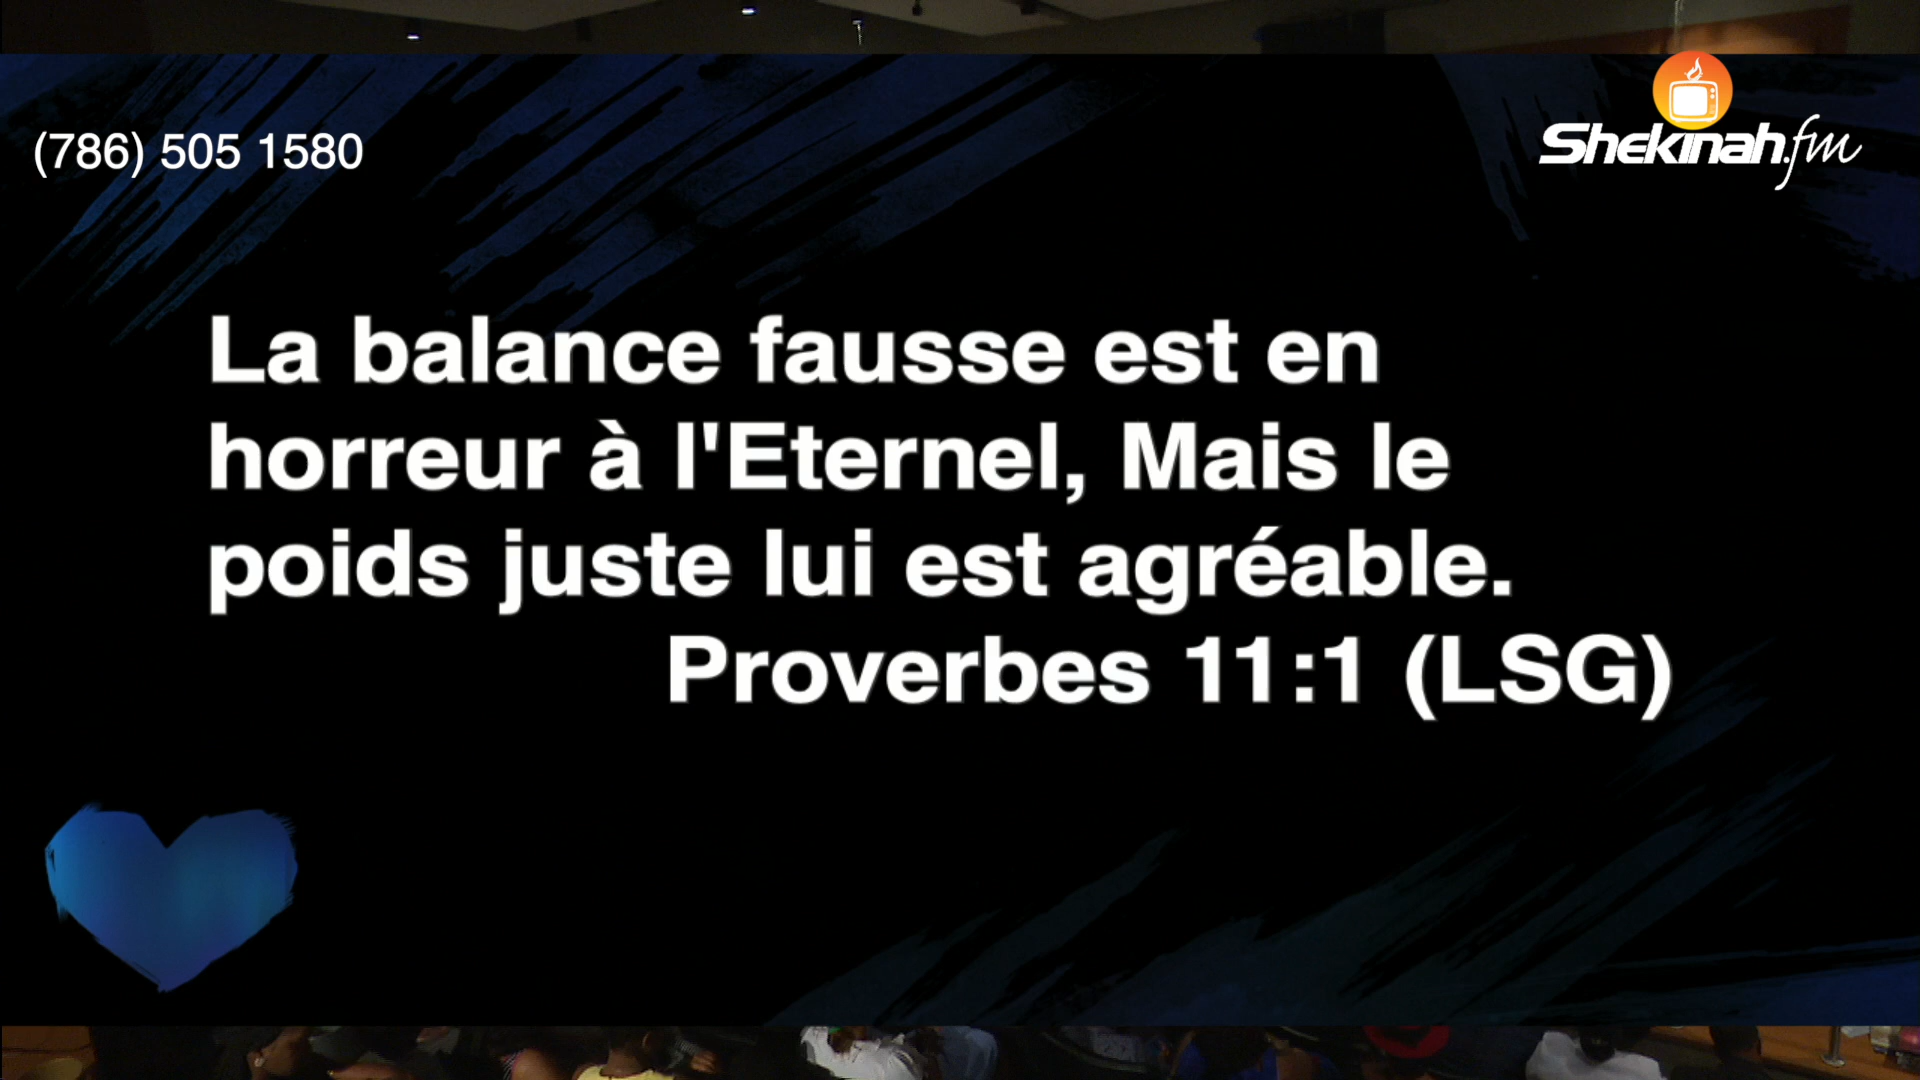 (786) 505 1580
Shekinah.fm
La balance fausse est en
horreur à l'Eternel, Mais le
poids juste lui est agréable.
Proverbes 11:1 (LSG)